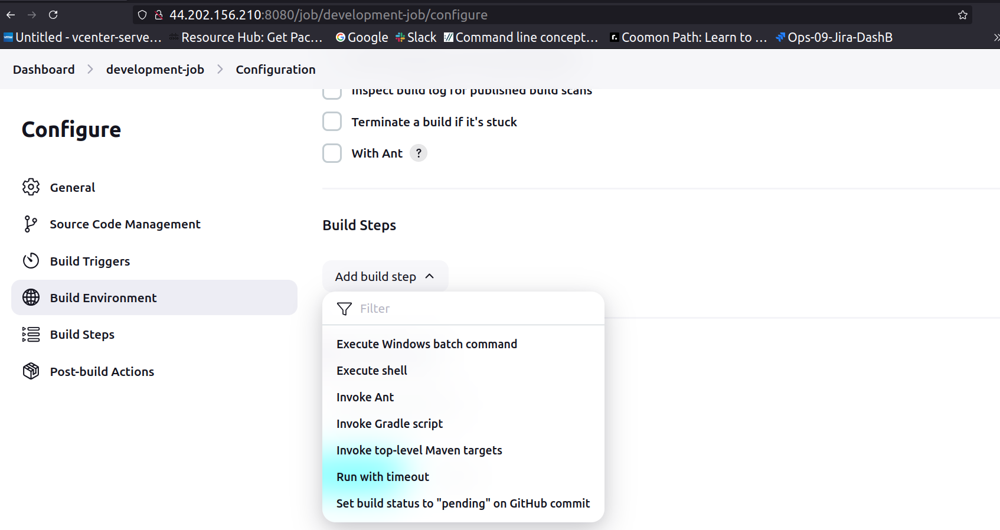 44.202.156.210:8080/job/development-job/configure
Untitled - vcenter-serve… Resource Hub: Get Pac… Google Slack Command line concept… Coomon Path: Learn to … Ops-09-Jira-DashB
Dashboard > development-job > Configuration
Inspect build log for published build scans
Terminate a build if it's stuck
With Ant ?
Configure
General
Source Code Management
Build Triggers
Build Environment
Build Steps
Post-build Actions
Build Steps
Add build step
Filter
Execute Windows batch command
Execute shell
Invoke Ant
Invoke Gradle script
Invoke top-level Maven targets
Run with timeout
Set build status to "pending" on GitHub commit